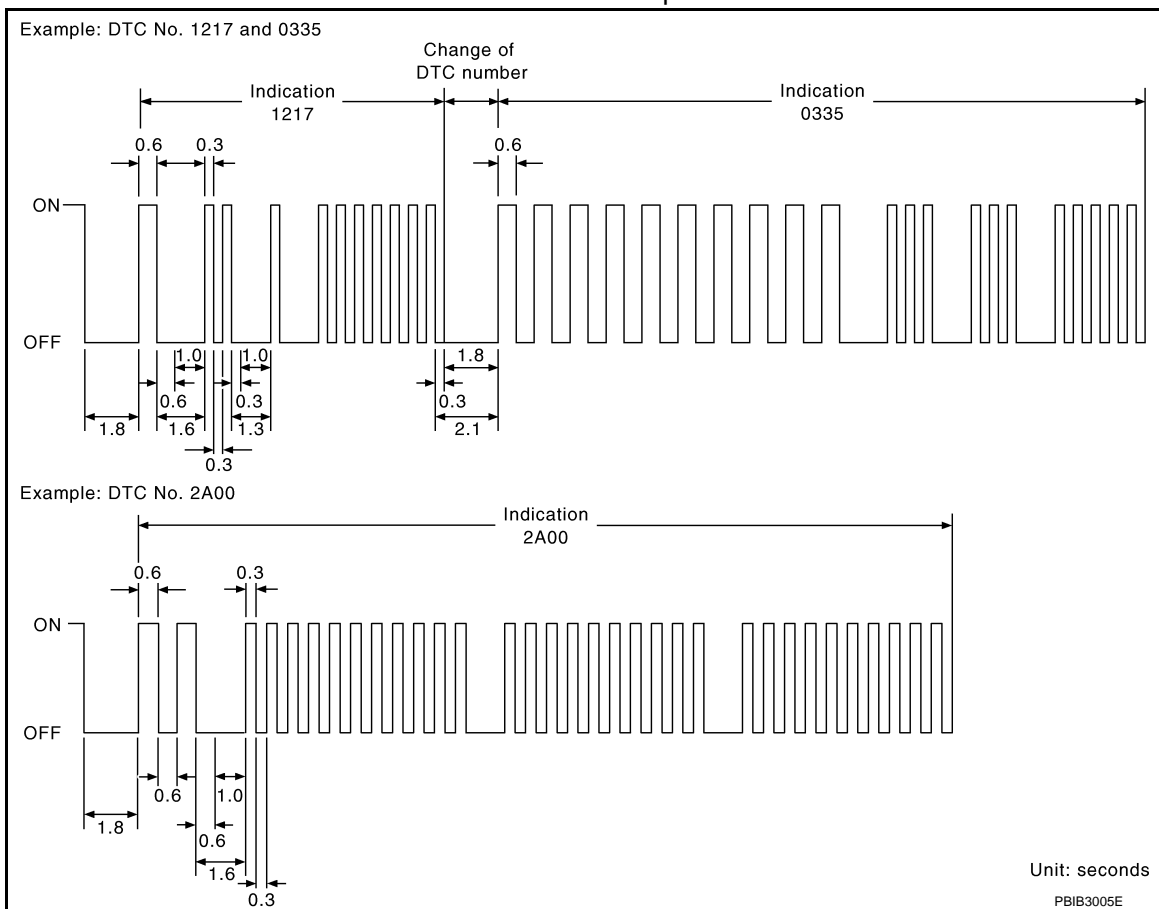 Example: DTC No. 1217 and 0335
Change of
DTC number
Indication
1217
Indication
0335
0.6
0.3
0.6
ON
OFF
1.0
1.0
1.8
0.6
0.3
0.3
1.8
1.6
1.3
2.1
0.3
Example: DTC No. 2A00
Indication
2A00
0.6
0.3
ON
OFF
0.6
1.0
1.8
0.6
1.6
0.3
Unit: seconds
PBIB3005E